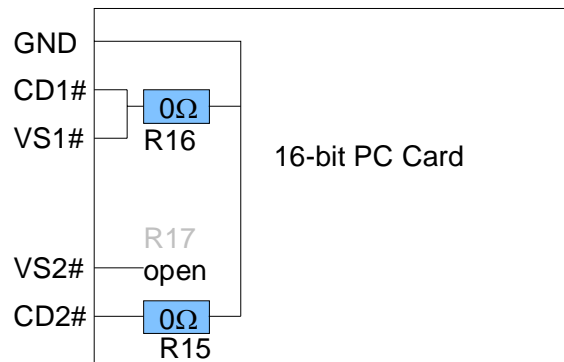 GND
CD1#
0Ω
VS1#
R16
16-bit PC Card
R17
VS2#
open
CD2#
0Ω
R15